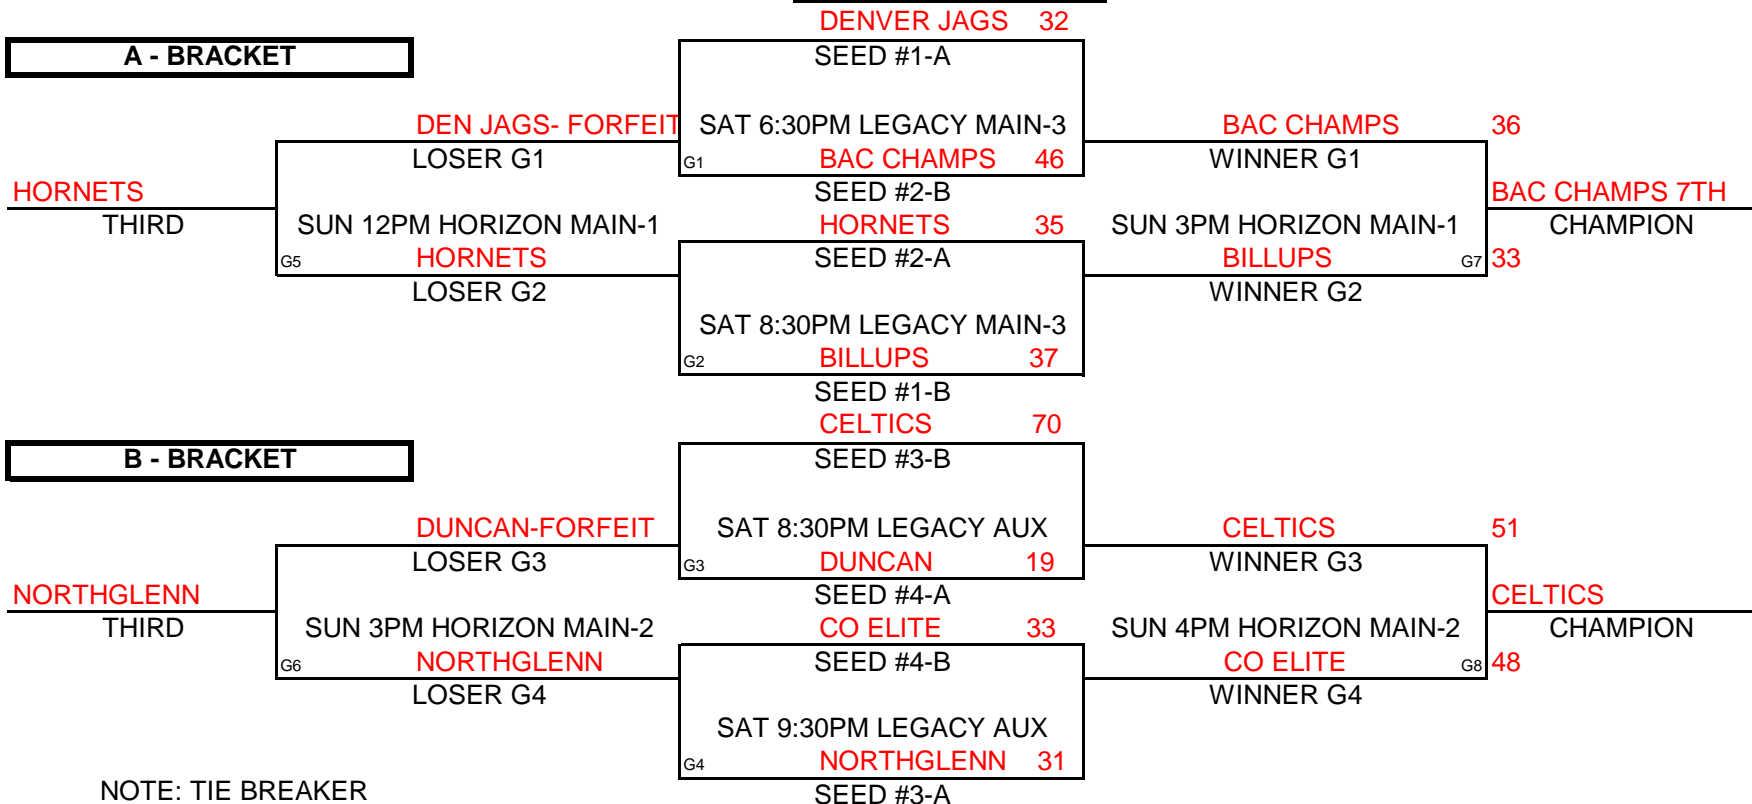 DENVER JAGS 32
A - BRACKET SEED #1-A
DEN JAGS- FORFEIT SAT 6:30PM LEGACY MAIN-3 BAC CHAMPS 36
LOSER G1 G1 BAC CHAMPS 46 WINNER G1
HORNETS SEED #2-B BAC CHAMPS 7TH
THIRD SUN 12PM HORIZON MAIN-1 HORNETS 35 SUN 3PM HORIZON MAIN-1 CHAMPION
G5 HORNETS SEED #2-A BILLUPS G7 33
LOSER G2 WINNER G2
SAT 8:30PM LEGACY MAIN-3
G2 BILLUPS 37
SEED #1-B
CELTICS 70
B - BRACKET SEED #3-B
DUNCAN-FORFEIT SAT 8:30PM LEGACY AUX CELTICS 51
LOSER G3 G3 DUNCAN 19 WINNER G3
NORTHGLENN SEED #4-A CELTICS
THIRD SUN 3PM HORIZON MAIN-2 CO ELITE 33 SUN 4PM HORIZON MAIN-2 CHAMPION
G6 NORTHGLENN SEED #4-B CO ELITE G8 48
LOSER G4 WINNER G4
SAT 9:30PM LEGACY AUX
G4 NORTHGLENN 31
NOTE: TIE BREAKER SEED #3-A